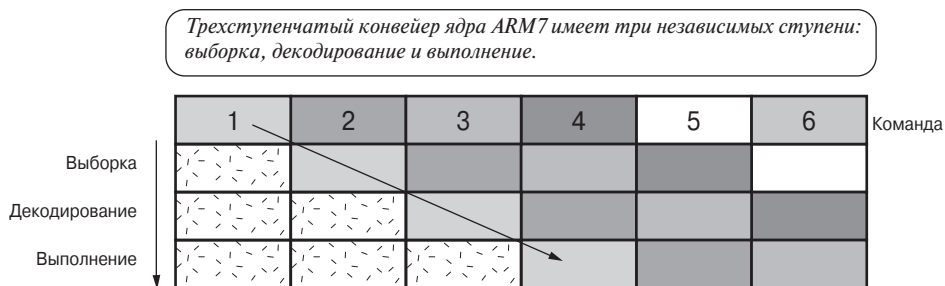 Трехступенчатый конвейер ядра ARM7 имеет три независимых ступени:
выборка, декодирование и выполнение.
1 2 3 4 5 6 Команда
Выборка
Декодирование
Выполнение